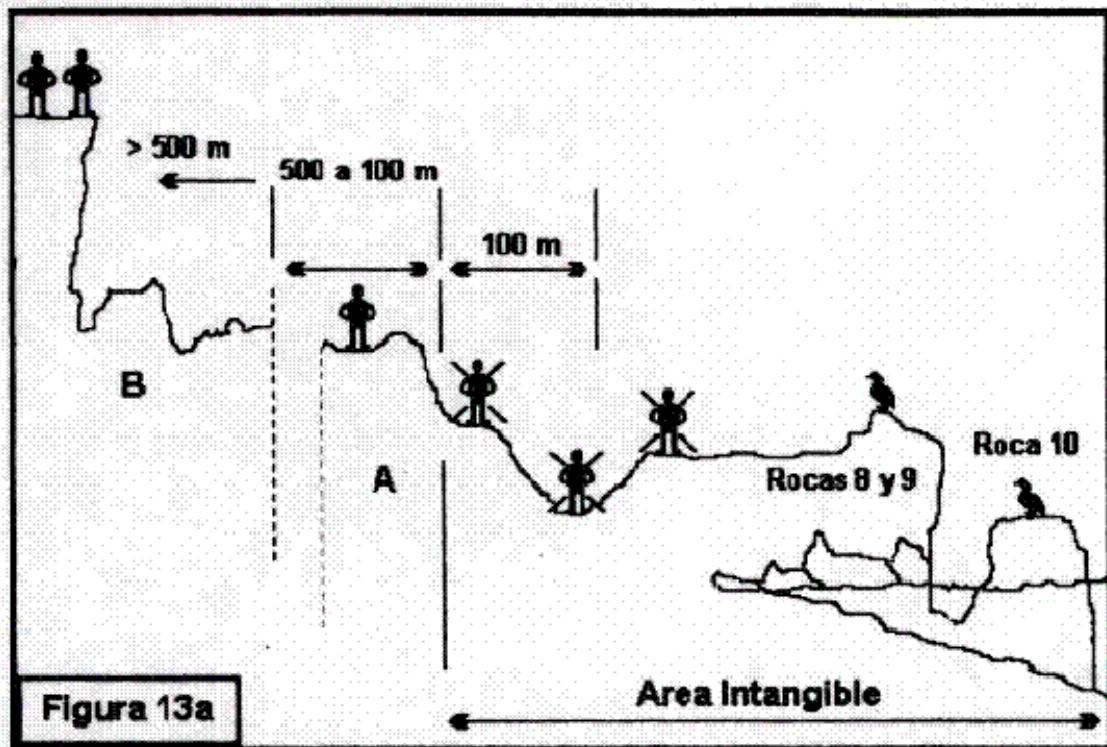 > 500 m
500 a 100 m
100 m
B
A
Roca 10
Rocas 8 y 9
Area Intangible
Figura 13a